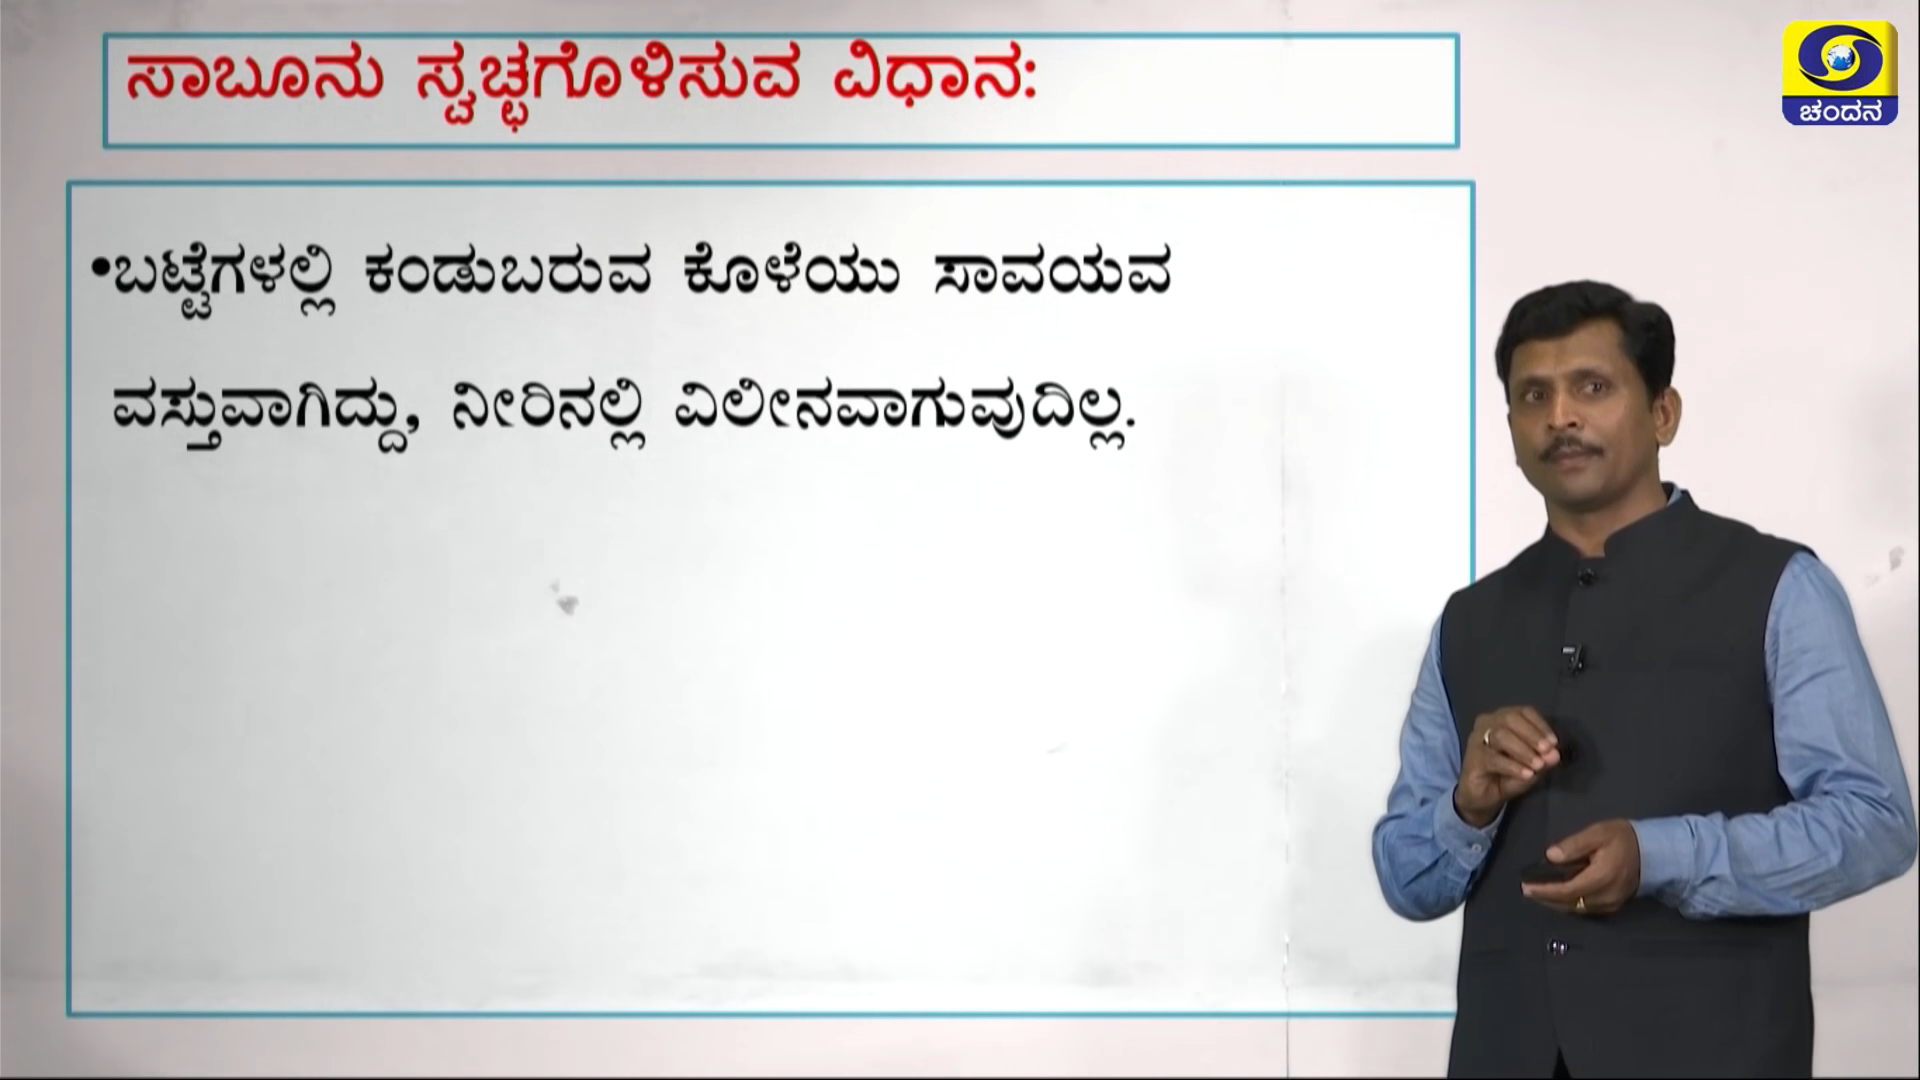 ಸಾಬೂನು ಸ್ವಚ್ಛಗೊಳಿಸುವ ವಿಧಾನ:
ಚಂದನ
•ಬಟ್ಟೆಗಳಲ್ಲಿ ಕಂಡುಬರುವ ಕೊಳೆಯು ಸಾವಯವ
ವಸ್ತುವಾಗಿದ್ದು, ನೀರಿನಲ್ಲಿ ವಿಲೀನವಾಗುವುದಿಲ್ಲ.